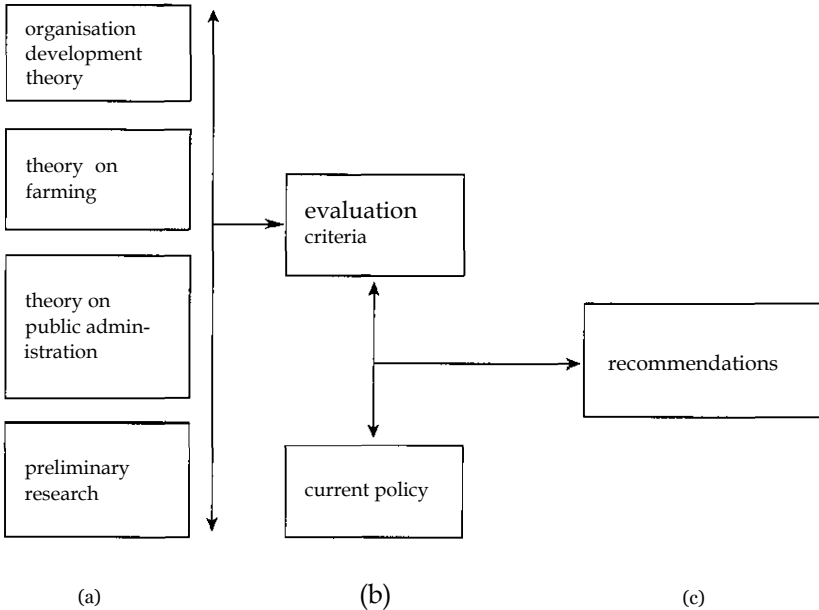 organisation
development
theory
theory on
farming
theory on
public admin-
istration
preliminary
research
evaluation
criteria
current policy
recommendations
(a)
(b)
(c)